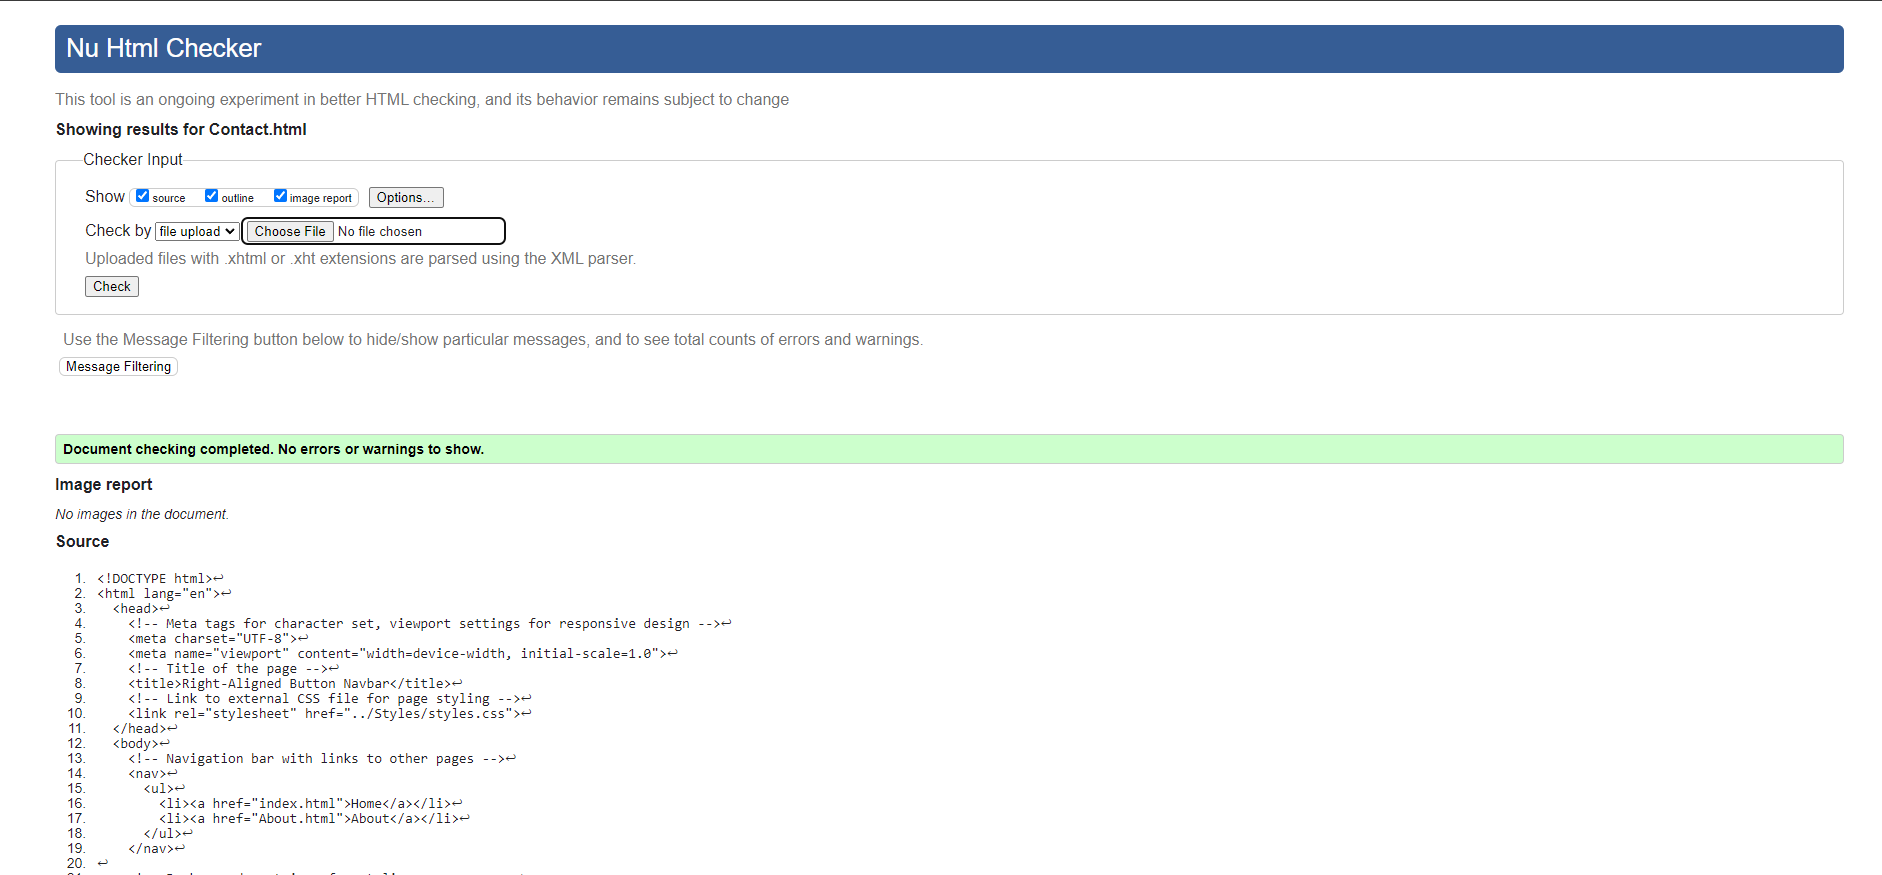 Nu Html Checker
This tool is an ongoing experiment in better HTML checking, and its behavior remains subject to change
Showing results for Contact.html
Checker Input
Show source outline image report Options...
Check by file upload Choose File No file chosen
Uploaded files with .xhtml or .xht extensions are parsed using the XML parser.
Check
Use the Message Filtering button below to hide/show particular messages, and to see total counts of errors and warnings.
Message Filtering
Document checking completed. No errors or warnings to show.
Image report
No images in the document.
Source
1. <!DOCTYPE html>↩
2. <html lang="en">↩
3. <head>↩
4. <!-- Meta tags for character set, viewport settings for responsive design -->↩
5. <meta charset="UTF-8">↩
6. <meta name="viewport" content="width=device-width, initial-scale=1.0">↩
7. <!-- Title of the page -->↩
8. <title>Right-Aligned Button Navbar</title>↩
9. <!-- Link to external CSS file for page styling -->↩
10. <link rel="stylesheet" href="../Styles/styles.css">↩
11. </head>↩
12. <body>↩
13. <!-- Navigation bar with links to other pages -->↩
14. <nav>↩
15. <ul>↩
16. <li><a href="index.html">Home</a></li>↩
17. <li><a href="About.html">About</a></li>↩
18. </ul>↩
19. </nav>↩
20. ↩